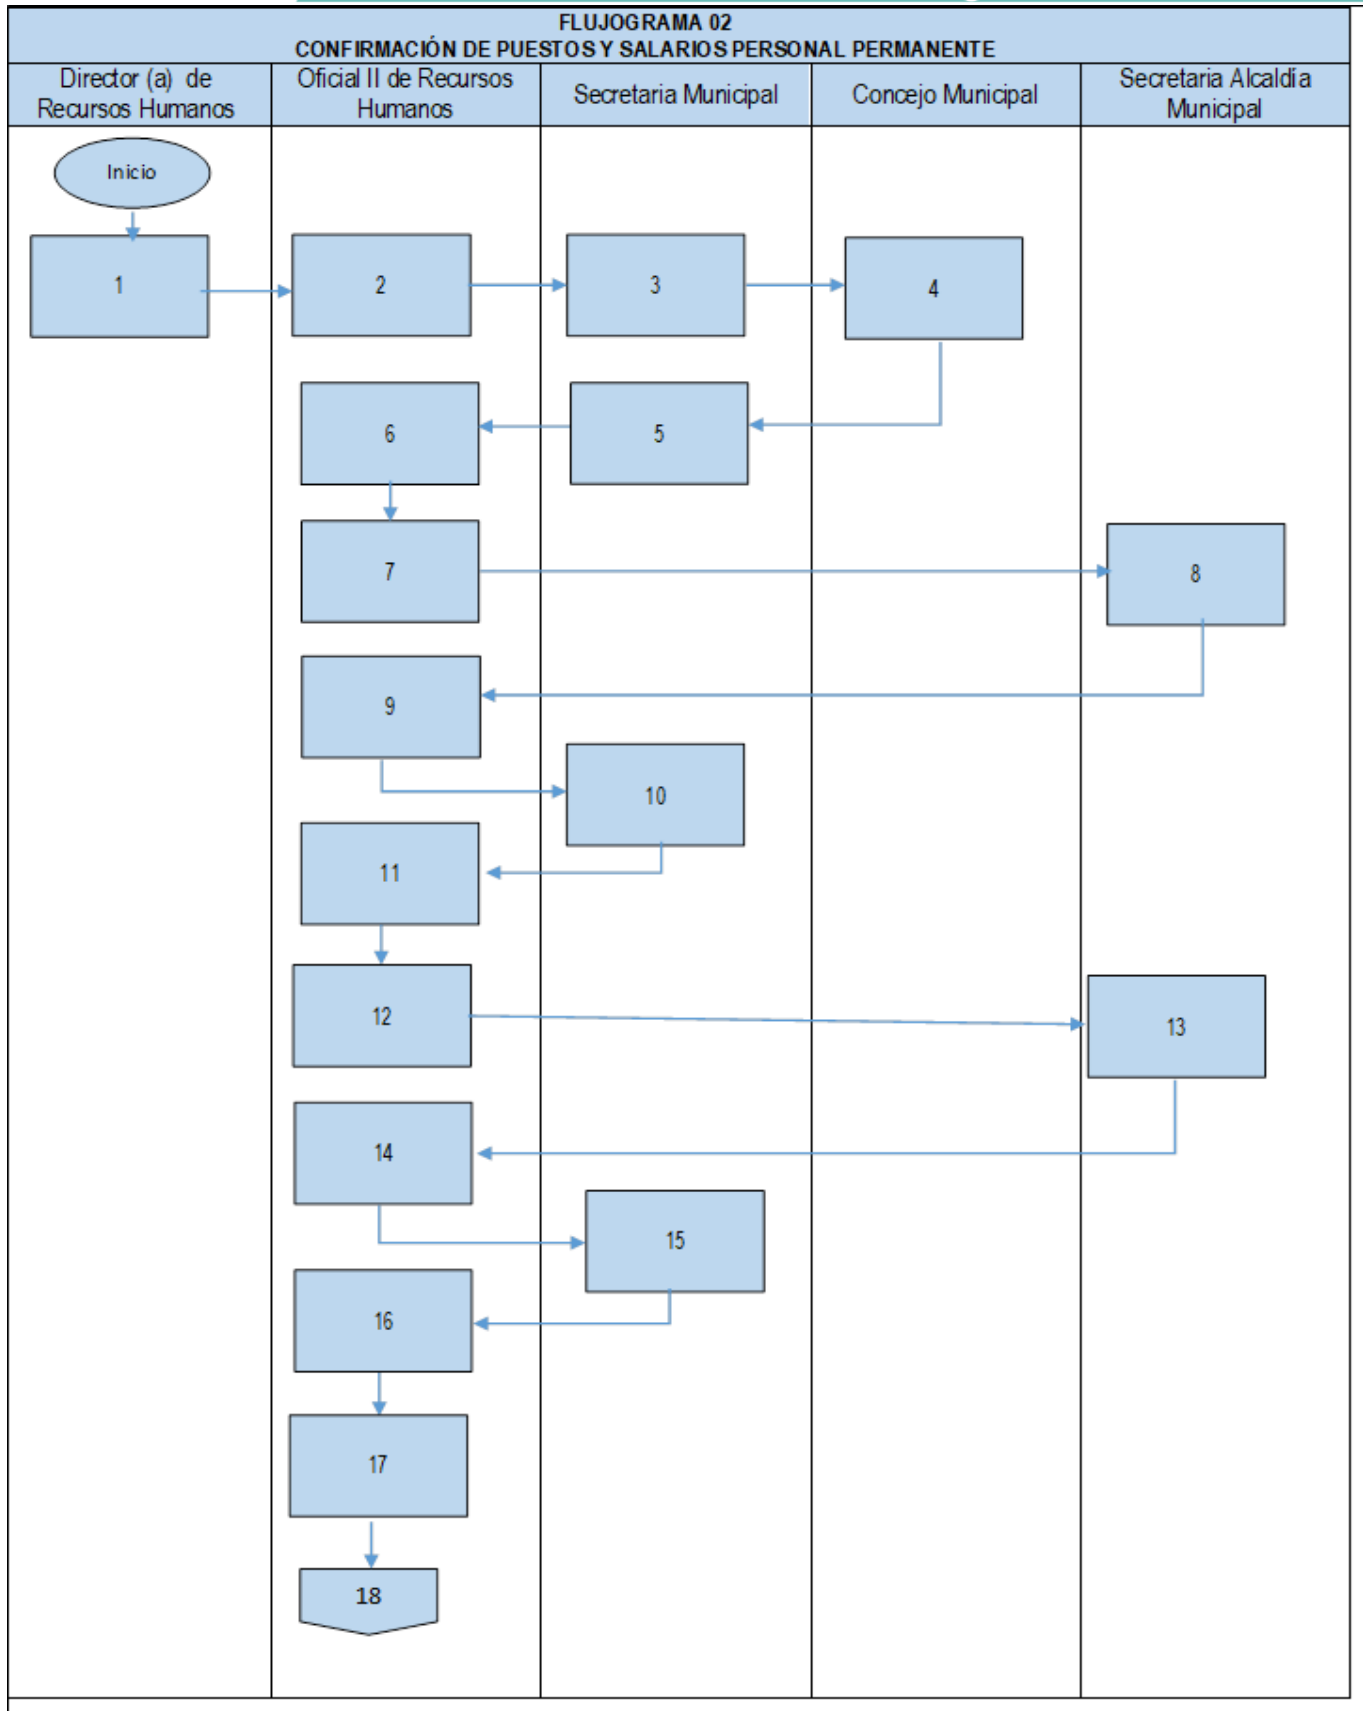 FLUJOGRAMA 02
CONFIRMACIÓN DE PUESTOS Y SALARIOS PERSONAL PERMANENTE
Director (a) de
Recursos Humanos
Oficial II de Recursos
Humanos
Secretaria Municipal
Concejo Municipal
Secretaria Alcaldía
Municipal
Inicio
1
2
3
4
6
5
7
8
9
10
11
12
13
14
15
16
17
18